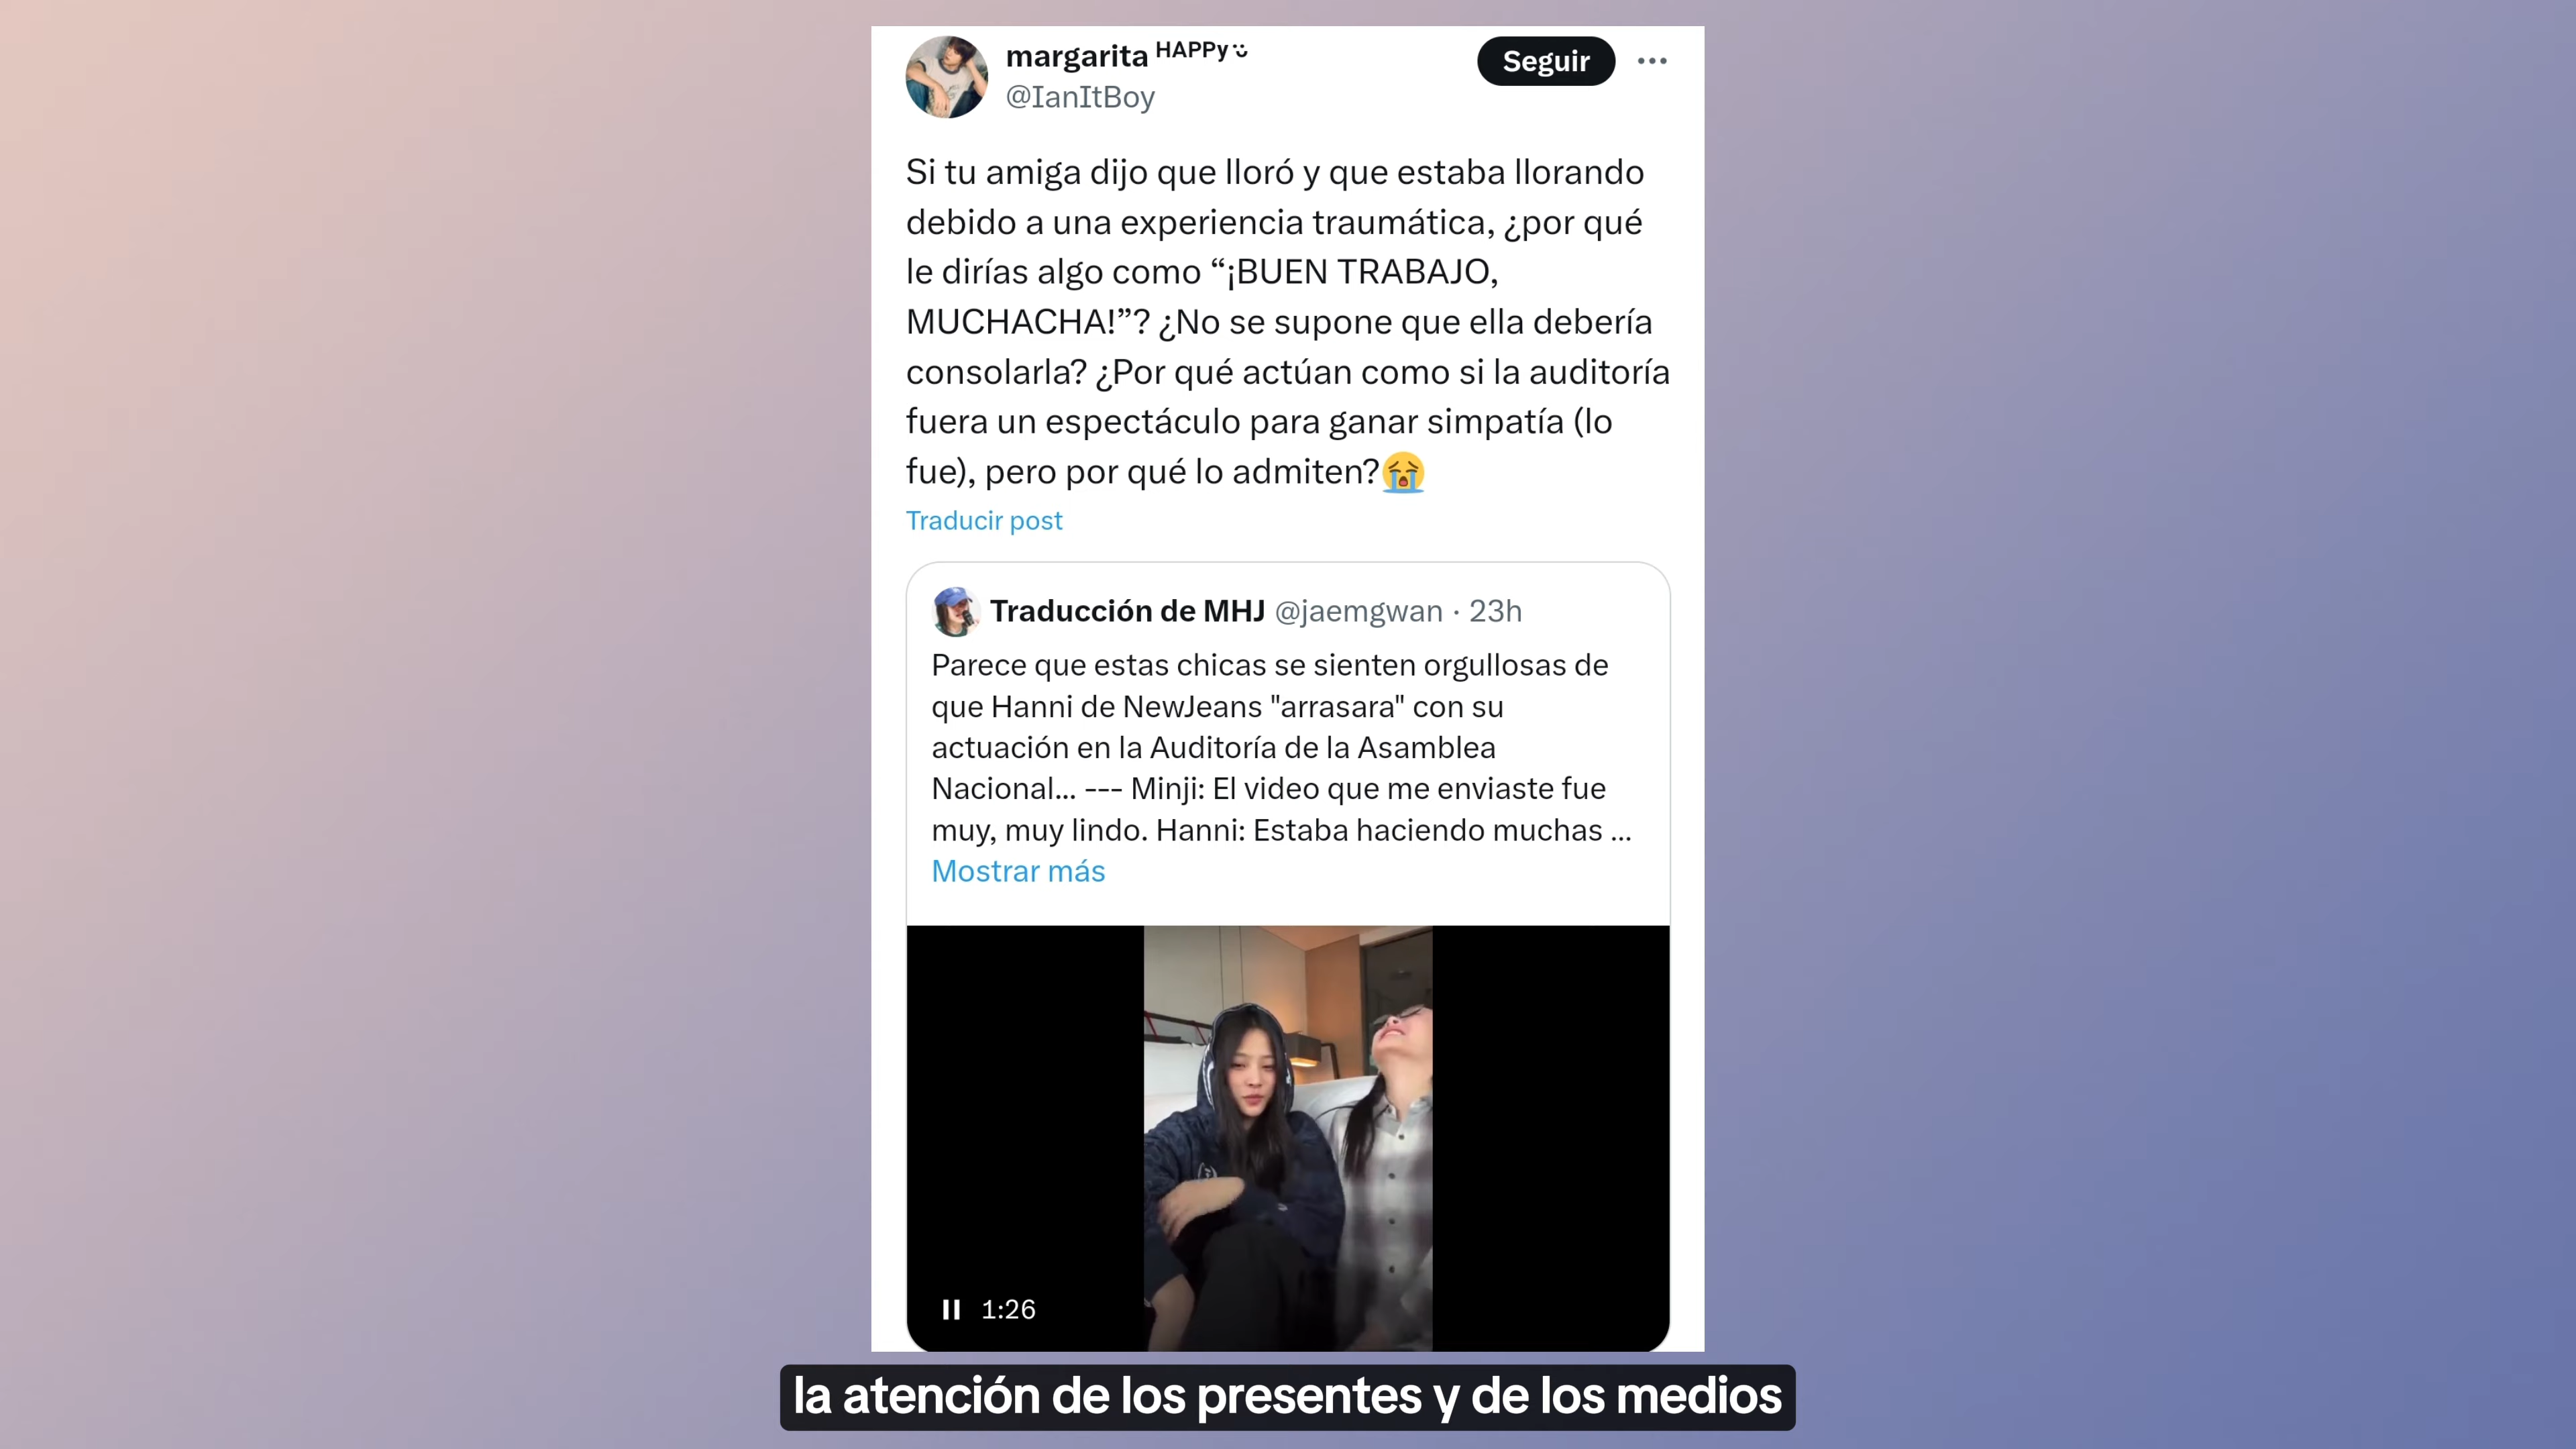 margarita ᴴᴬᴾᴾʸ ὔ
Seguir
@IanItBoy
Si tu amiga dijo que lloró y que estaba llorando
debido a una experiencia traumática, ¿por qué
le dirías algo como “¡BUEN TRABAJO,
MUCHACHA!”? ¿No se supone que ella debería
consolarla? ¿Por qué actúan como si la auditoría
fuera un espectáculo para ganar simpatía (lo
fue), pero por qué lo admiten?😭
Traducir post
Traducción de MHJ @jaemgwan · 23h
Parece que estas chicas se sienten orgullosas de
que Hanni de NewJeans "arrasara" con su
actuación en la Auditoría de la Asamblea
Nacional... --- Minji: El video que me enviaste fue
muy, muy lindo. Hanni: Estaba haciendo muchas ...
Mostrar más
1:26
la atención de los presentes y de los medios